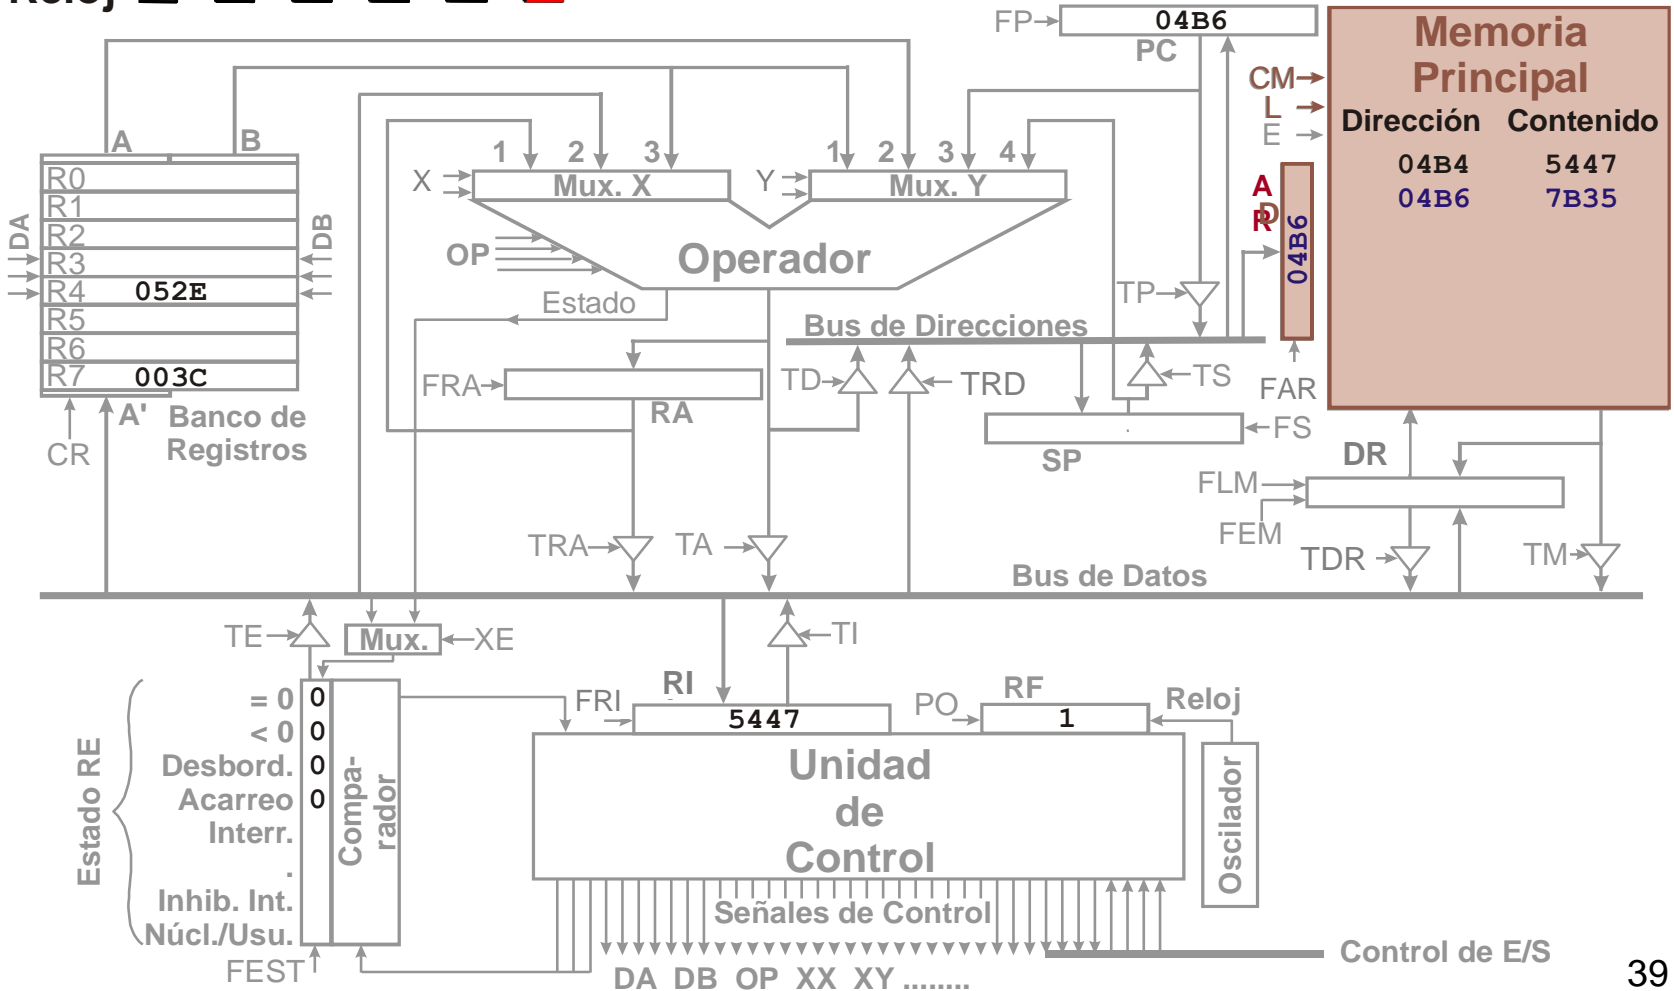 Reloj
FP
04B6
PC
Memoria
Principal
CM
L
E
Dirección Contenido
04B4 5447
04B6 7B35
A B
1 2 3
1 2 3 4
X
Mux. X
Y
Mux. Y
AR
D
04B6
R0
R1
R2
R3
R4 052E
R5
R6
R7 003C
DA
DB
OP
Operador
Estado
TP
Bus de Direcciones
FRA
RA
TD
TRD
TS
FAR
A'
Banco de
Registros
CR
SP
FS
DR
FLM
FEM
TRA
TA
TDR
TM
Bus de Datos
TE
Mux.
XE
TI
RI
FRI
5447
PO
RF
1
Reloj
Estado RE
= 0 0
< 0 0
Desbord. 0
Acarreo 0
Interr.
.
Inhib. Int.
Núcl./Usu.
Compa-
rador
Unidad
de
Control
Oscilador
Señales de Control
FEST
DA DB OP XX XY ........
Control de E/S
39